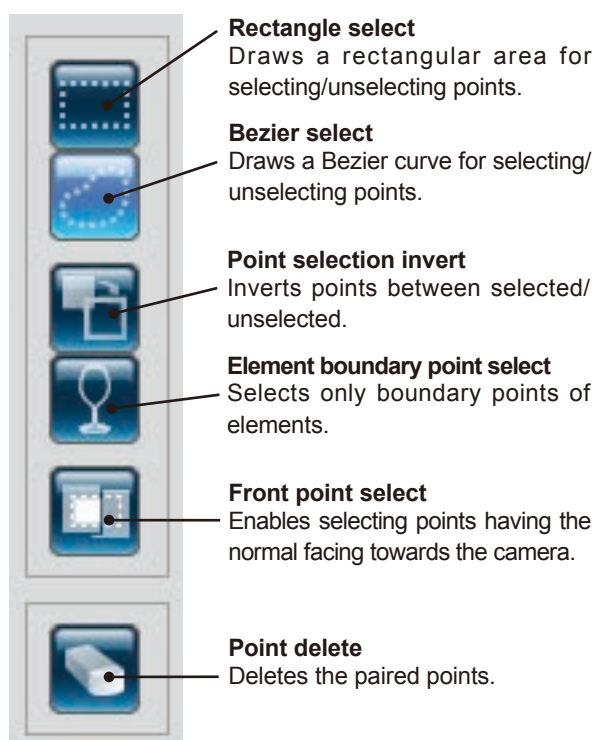 Rectangle select
Draws a rectangular area for
selecting/unselecting points.
Bezier select
Draws a Bezier curve for selecting/
unselecting points.
Point selection invert
Inverts points between selected/
unselected.
Element boundary point select
Selects only boundary points of
elements.
Front point select
Enables selecting points having the
normal facing towards the camera.
Point delete
Deletes the paired points.